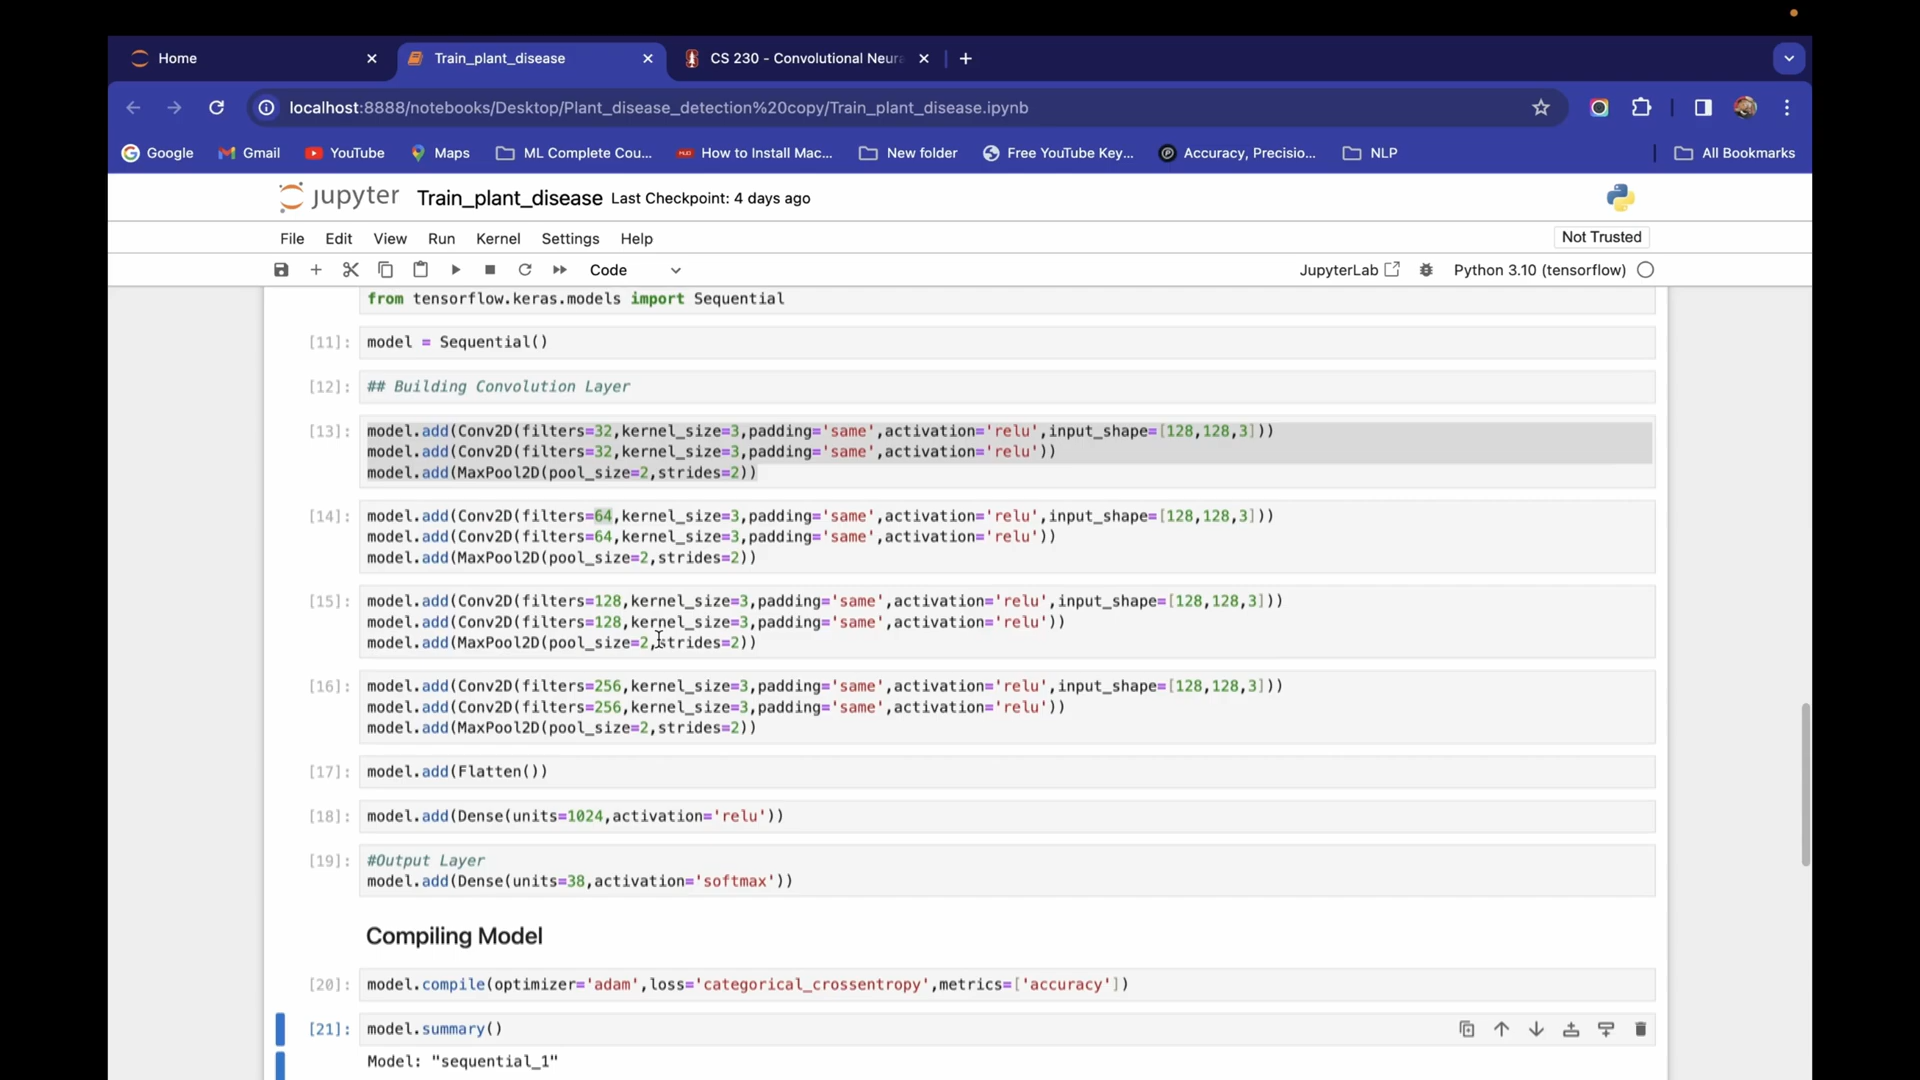 Home
Train_plant_disease
CS 230 - Convolutional Neur
localhost:8888/notebooks/Desktop/Plant_disease_detection%20copy/Train_plant_disease.ipynb
Google Gmail YouTube Maps ML Complete Cou... How to Install Mac... New folder Free YouTube Key... Accuracy, Precisio... NLP All Bookmarks
jupyter Train_plant_disease Last Checkpoint: 4 days ago
File Edit View Run Kernel Settings Help Not Trusted
Code JupyterLab Python 3.10 (tensorflow)
from tensorflow.keras.models import Sequential
[11]: model = Sequential()
[12]: ## Building Convolution Layer
[13]: model.add(Conv2D(filters=32,kernel_size=3,padding='same',activation='relu',input_shape=[128,128,3]))
model.add(Conv2D(filters=32,kernel_size=3,padding='same',activation='relu'))
model.add(MaxPool2D(pool_size=2,strides=2))
[14]: model.add(Conv2D(filters=64,kernel_size=3,padding='same',activation='relu',input_shape=[128,128,3]))
model.add(Conv2D(filters=64,kernel_size=3,padding='same',activation='relu'))
model.add(MaxPool2D(pool_size=2,strides=2))
[15]: model.add(Conv2D(filters=128,kernel_size=3,padding='same',activation='relu',input_shape=[128,128,3]))
model.add(Conv2D(filters=128,kernel_size=3,padding='same',activation='relu'))
model.add(MaxPool2D(pool_size=2,strides=2))
[16]: model.add(Conv2D(filters=256,kernel_size=3,padding='same',activation='relu',input_shape=[128,128,3]))
model.add(Conv2D(filters=256,kernel_size=3,padding='same',activation='relu'))
model.add(MaxPool2D(pool_size=2,strides=2))
[17]: model.add(Flatten())
[18]: model.add(Dense(units=1024,activation='relu'))
[19]: #Output Layer
model.add(Dense(units=38,activation='softmax'))
Compiling Model
[20]: model.compile(optimizer='adam',loss='categorical_crossentropy',metrics=['accuracy'])
[21]: model.summary()
Model: "sequential_1"